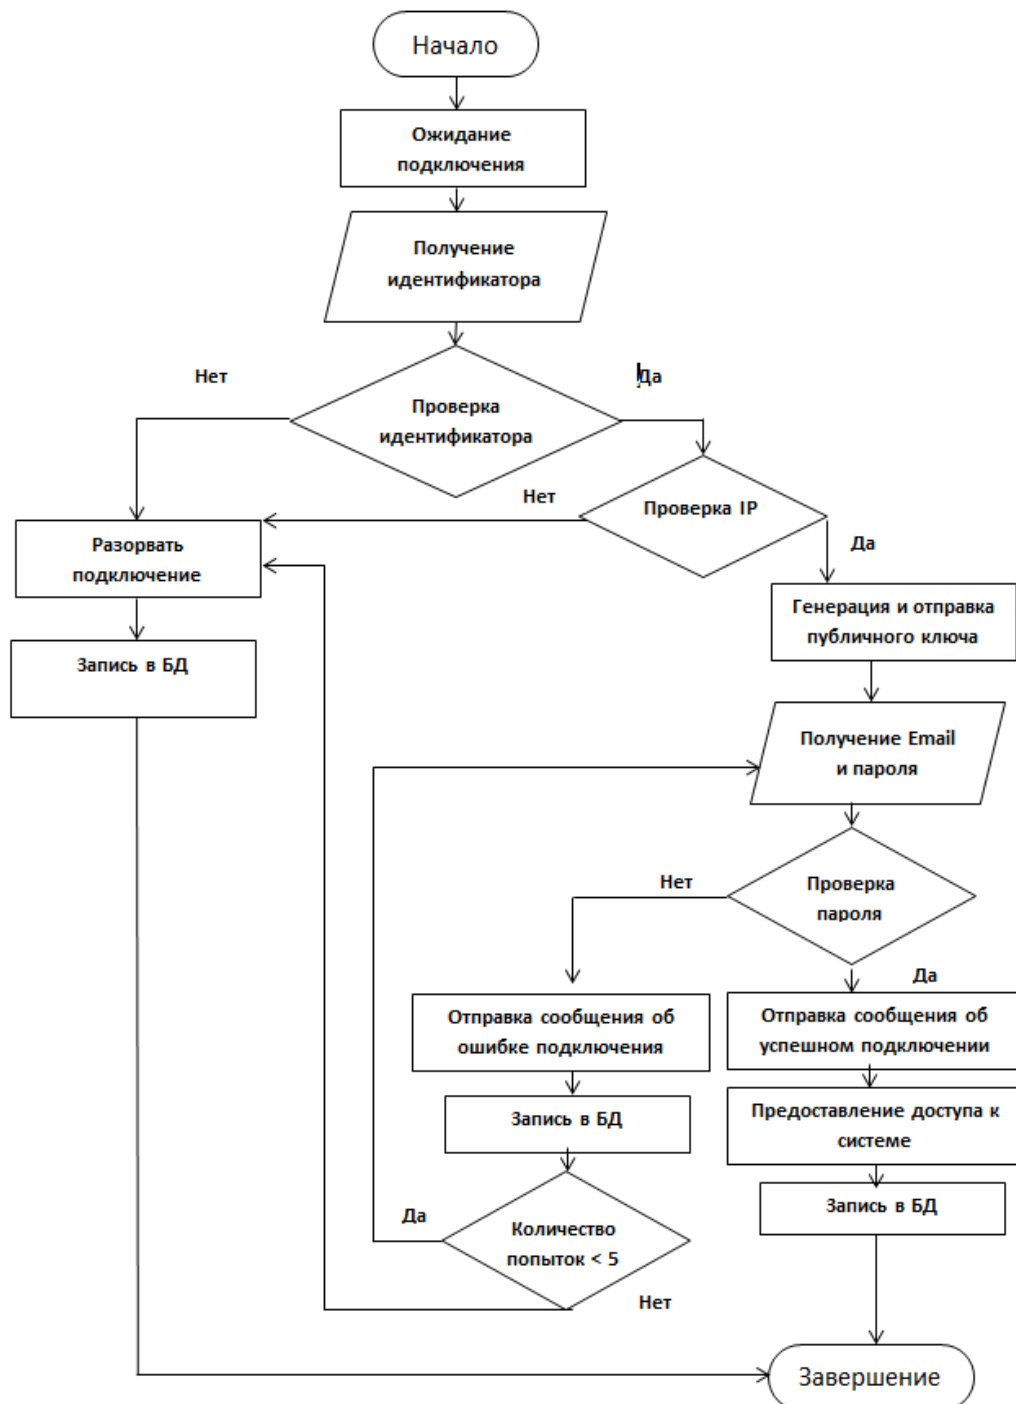 Начало
Ожидание
подключения
Получение
идентификатора
Нет
Да
Проверка
идентификатора
Нет
Проверка IP
Да
Разорвать
подключение
Генерация и отправка
публичного ключа
Запись в БД
Получение Email
и пароля
Нет
Проверка
пароля
Да
Отправка сообщения об
ошибке подключения
Отправка сообщения об
успешном подключении
Запись в БД
Предоставление доступа к
системе
Запись в БД
Да
Количество
попыток < 5
Нет
Завершение